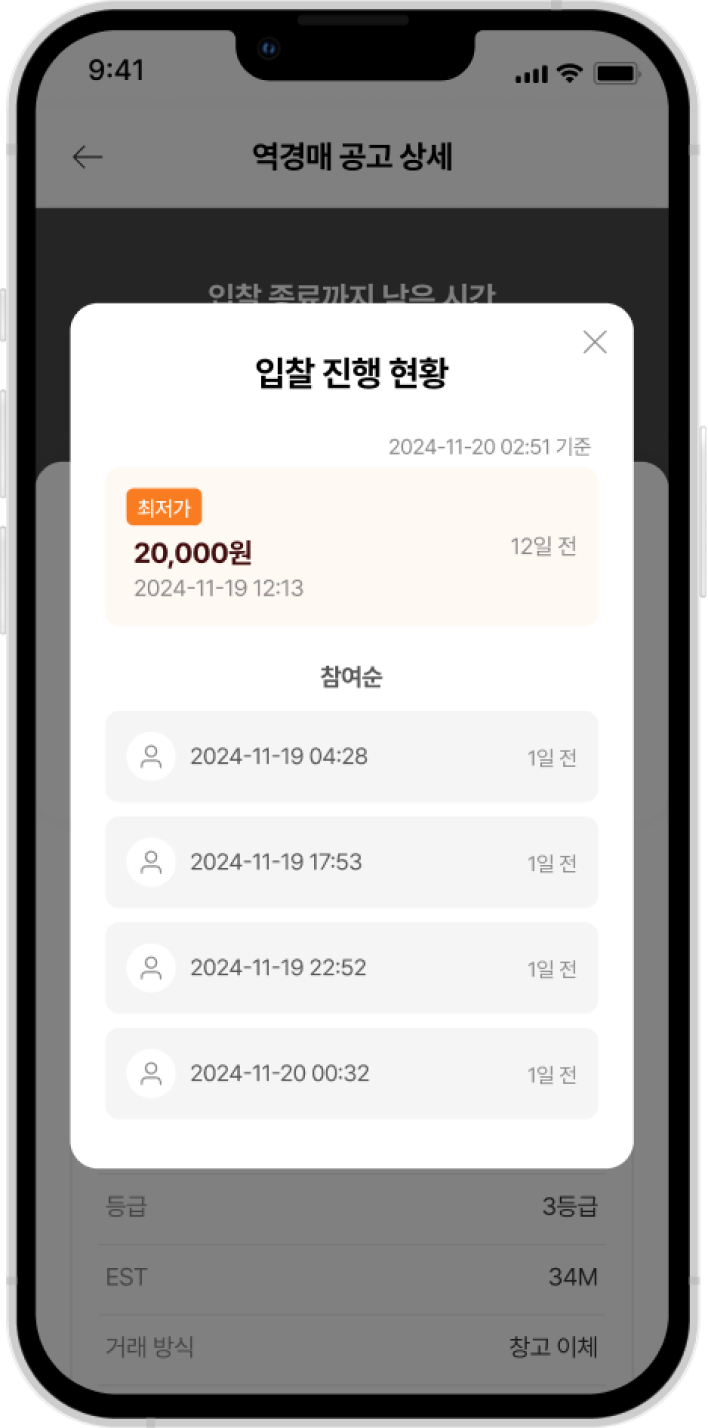 9:41
역경매 공고 상세
입찰 종료까지 남은 시간
입찰 진행 현황
2024-11-20 02:51 기준
최저가
20,000원
12일 전
2024-11-19 12:13
참여순
2024-11-19 04:28 1일 전
2024-11-19 17:53 1일 전
2024-11-19 22:52 1일 전
2024-11-20 00:32 1일 전
등급 3등급
EST 34M
거래 방식 창고 이체